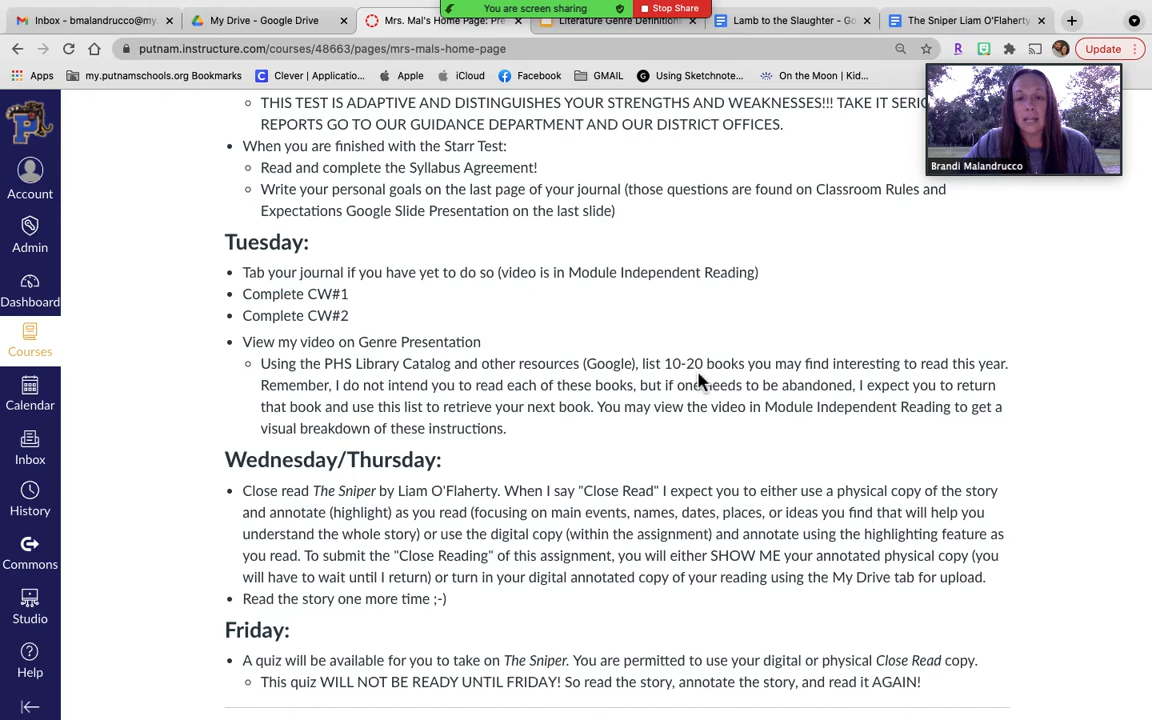 Inbox - bmalandrucco@my.
My Drive - Google Drive
Mrs. Mal's Home Page: Pre
You are screen sharing
Stop Share
Literature Genre Definitions
Lamb to the Slaughter - Go
The Sniper Liam O'Flaherty
putnam.instructure.com/courses/48663/pages/mrs-mals-home-page
Update
Apps
my.putnamschools.org Bookmarks
Clever | Applicatio...
Apple
iCloud
Facebook
GMAIL
Using Sketchnote...
On the Moon | Kid...
Brandi Malandrucco
Account
Admin
Dashboard
Courses
Calendar
Inbox
History
Commons
Studio
Help
THIS TEST IS ADAPTIVE AND DISTINGUISHES YOUR STRENGTHS AND WEAKNESSES!!! TAKE IT SERI
REPORTS GO TO OUR GUIDANCE DEPARTMENT AND OUR DISTRICT OFFICES.
When you are finished with the Starr Test:
Read and complete the Syllabus Agreement!
Write your personal goals on the last page of your journal (those questions are found on Classroom Rules and
Expectations Google Slide Presentation on the last slide)
Tuesday:
Tab your journal if you have yet to do so (video is in Module Independent Reading)
Complete CW#1
Complete CW#2
View my video on Genre Presentation
Using the PHS Library Catalog and other resources (Google), list 10-20 books you may find interesting to read this year.
Remember, I do not intend you to read each of these books, but if one needs to be abandoned, I expect you to return
that book and use this list to retrieve your next book. You may view the video in Module Independent Reading to get a
visual breakdown of these instructions.
Wednesday/Thursday:
Close read The Sniper by Liam O'Flaherty. When I say "Close Read" I expect you to either use a physical copy of the story
and annotate (highlight) as you read (focusing on main events, names, dates, places, or ideas you find that will help you
understand the whole story) or use the digital copy (within the assignment) and annotate using the highlighting feature as
you read. To submit the "Close Reading" of this assignment, you will either SHOW ME your annotated physical copy (you
will have to wait until I return) or turn in your digital annotated copy of your reading using the My Drive tab for upload.
Read the story one more time ;-)
Friday:
A quiz will be available for you to take on The Sniper. You are permitted to use your digital or physical Close Read copy.
This quiz WILL NOT BE READY UNTIL FRIDAY! So read the story, annotate the story, and read it AGAIN!